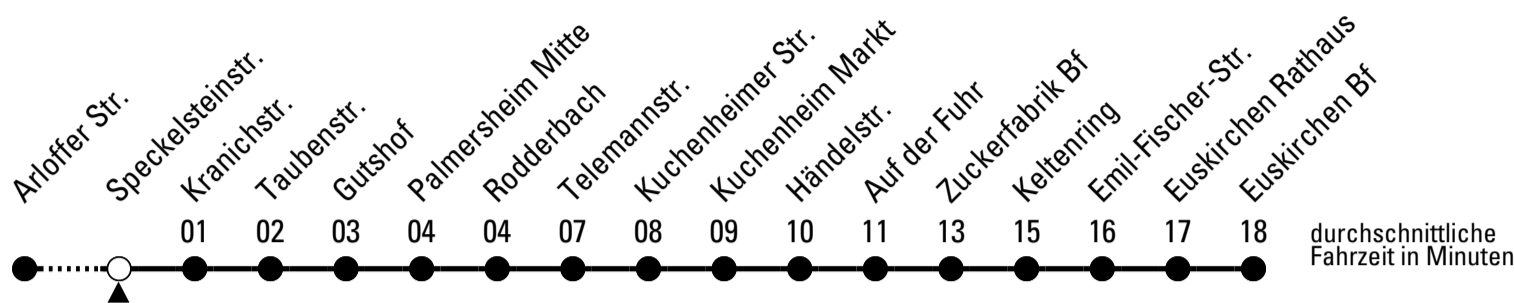 Arloffer Str.
Speckelsteinstr.
Kranichstr.
Taubenstr.
Gutshof
Palmersheim Mitte
Rodderbach
Telemannstr.
Kuchenheimer Str.
Kuchenheim Markt
Händelstr.
Auf der Fuhr
Zuckerfabrik Bf
Keltenring
Emil-Fischer-Str.
Euskirchen Rathaus
Euskirchen Bf
01 02 03 04 04 07 08 09 10 11 13 15 16 17 18
durchschnittliche
Fahrzeit in Minuten